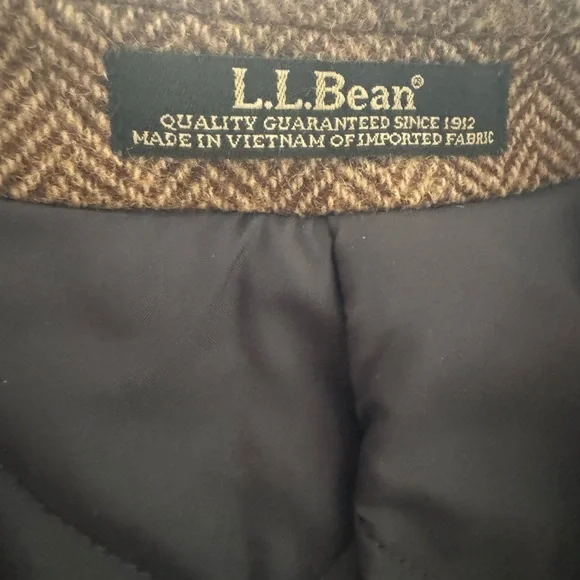 L.L.Bean®
QUALITY GUARANTEED SINCE 1912
MADE IN VIETNAM OF IMPORTED FABRIC